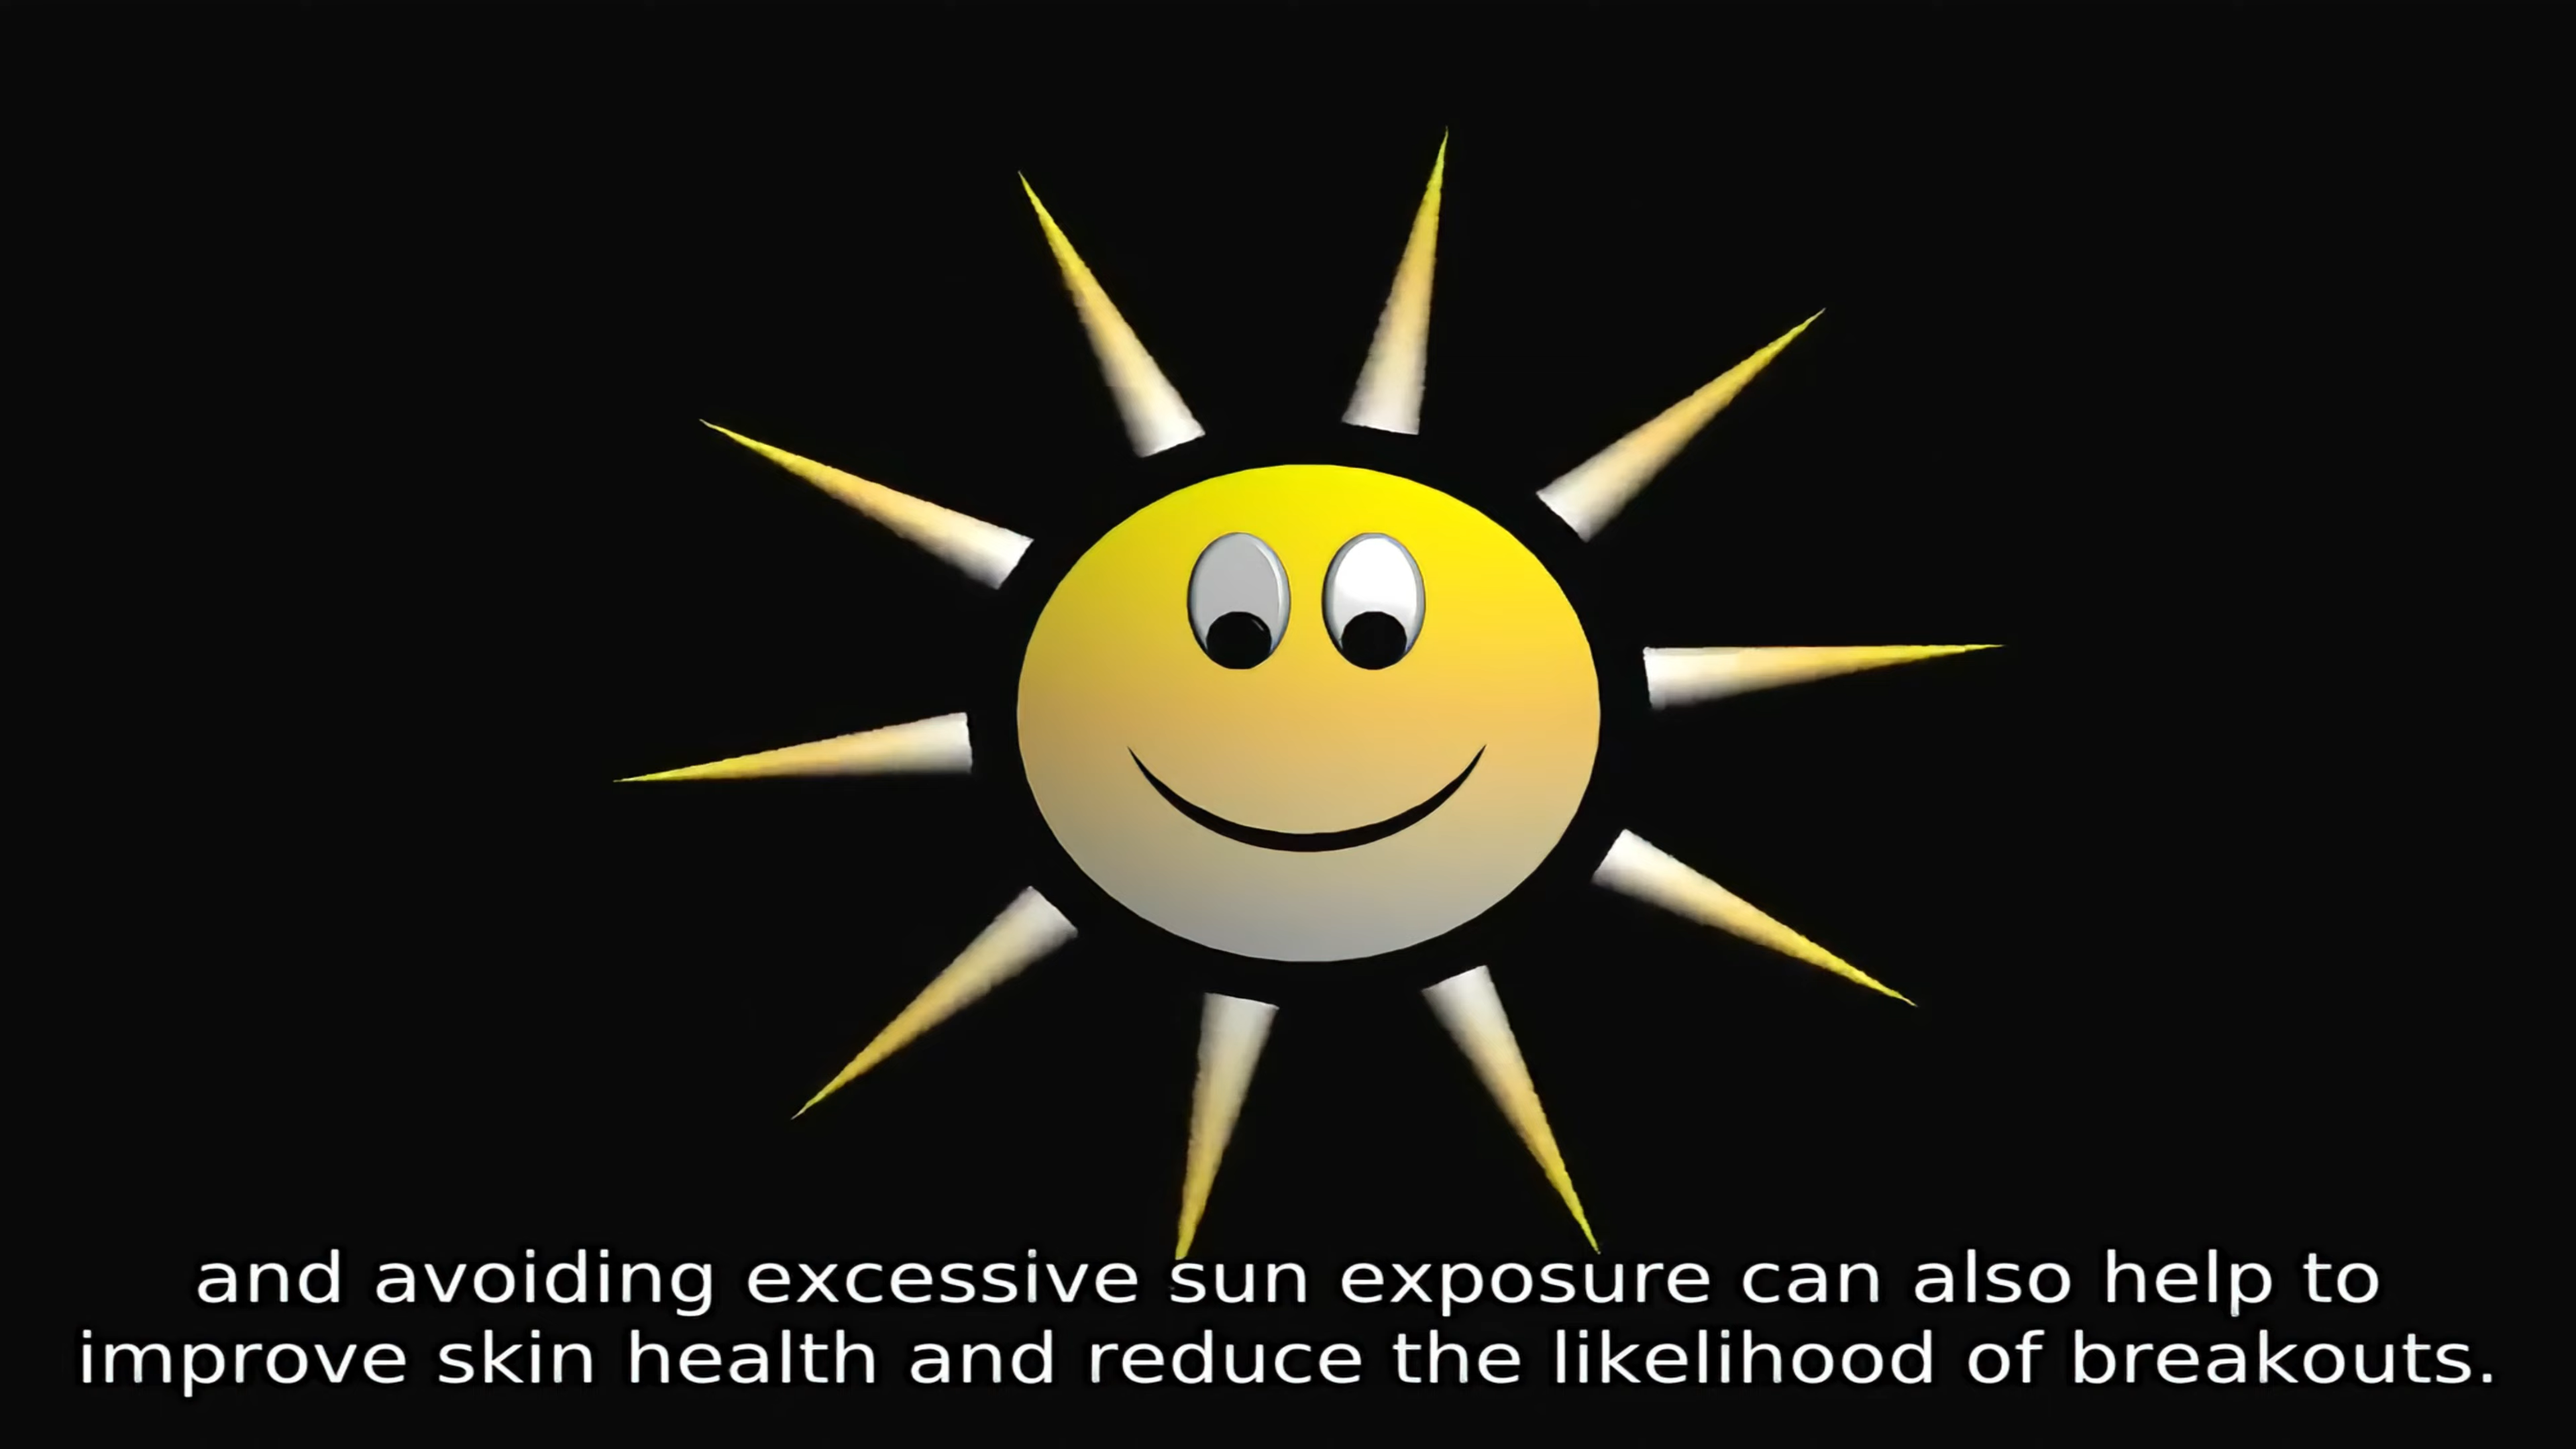 and avoiding excessive sun exposure can also help to
improve skin health and reduce the likelihood of breakouts.